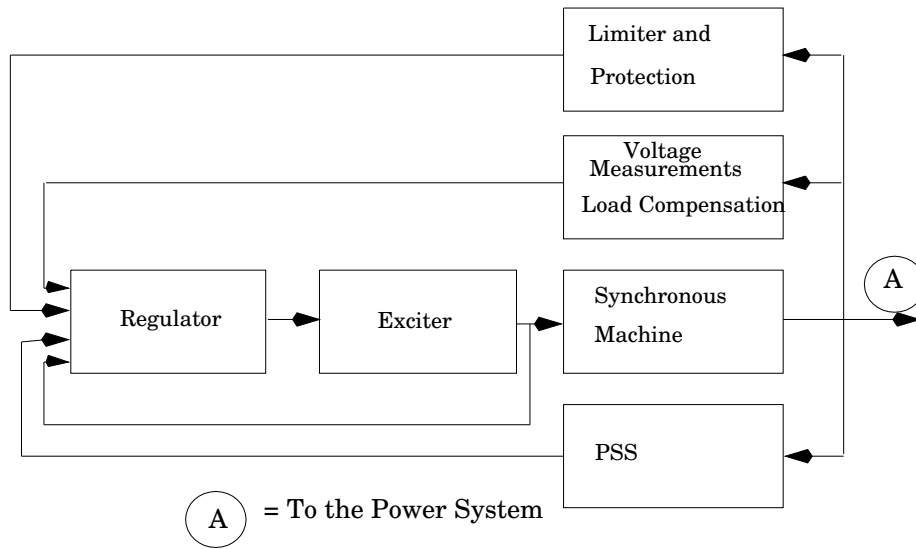 Limiter and
Protection
Voltage
Measurements
Load Compensation
A
Regulator
Exciter
Synchronous
Machine
PSS
A = To the Power System